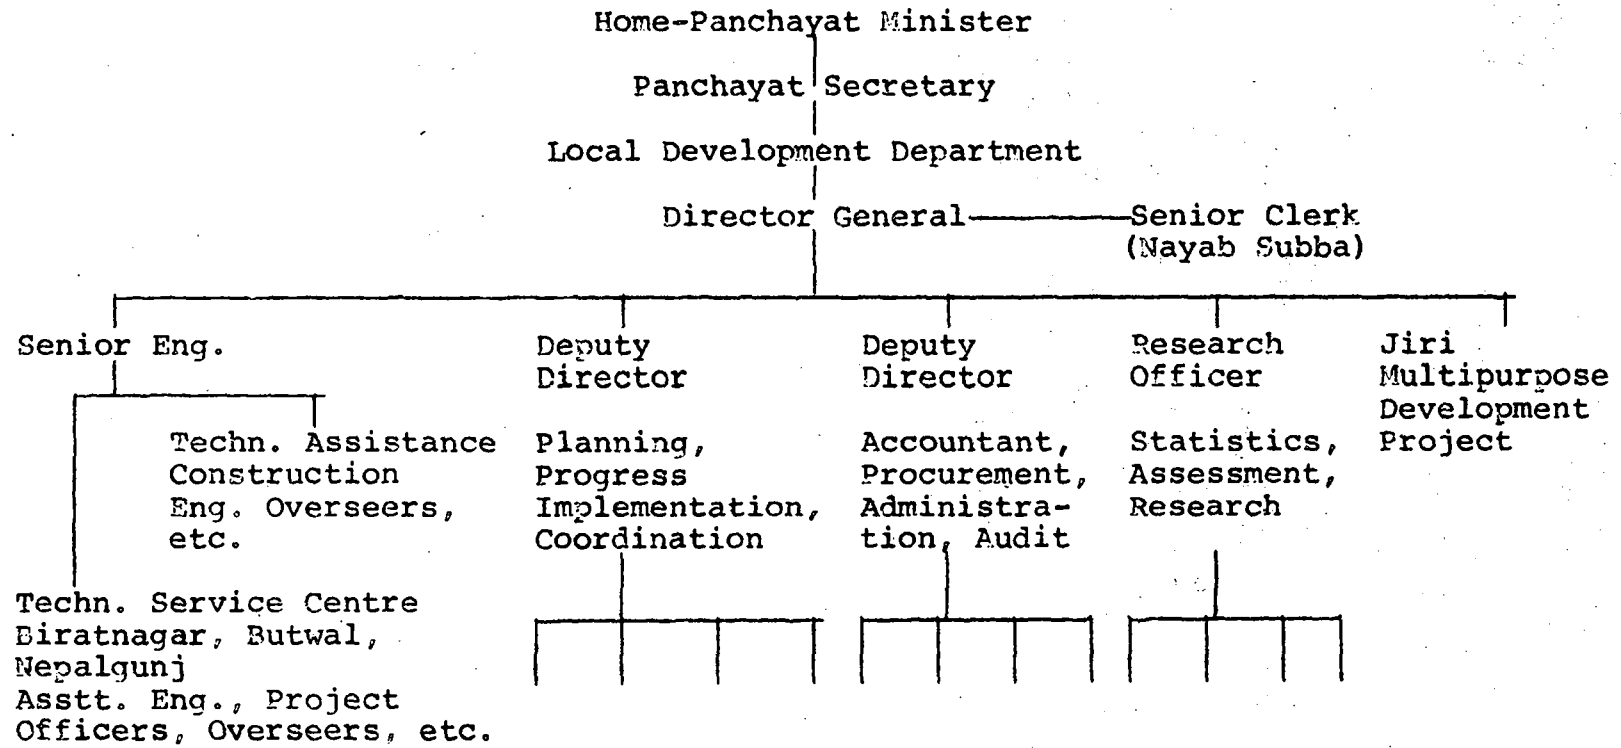 Home-Panchayat Minister
Panchayat Secretary
Local Development Department
Director General
Senior Clerk
(Nayab Subba)
Senior Eng.
Techn. Assistance
Construction
Eng. Overseers,
etc.
Techn. Service Centre
Biratnagar, Butwal,
Nepalgunj
Asstt. Eng., Project
Officers, Overseers, etc.
Deputy
Director
Planning,
Progress
Implementation,
Coordination
Deputy
Director
Accountant,
Procurement,
Administra-
tion, Audit
Research
Officer
Statistics,
Assessment,
Research
Jiri
Multipurpose
Development
Project